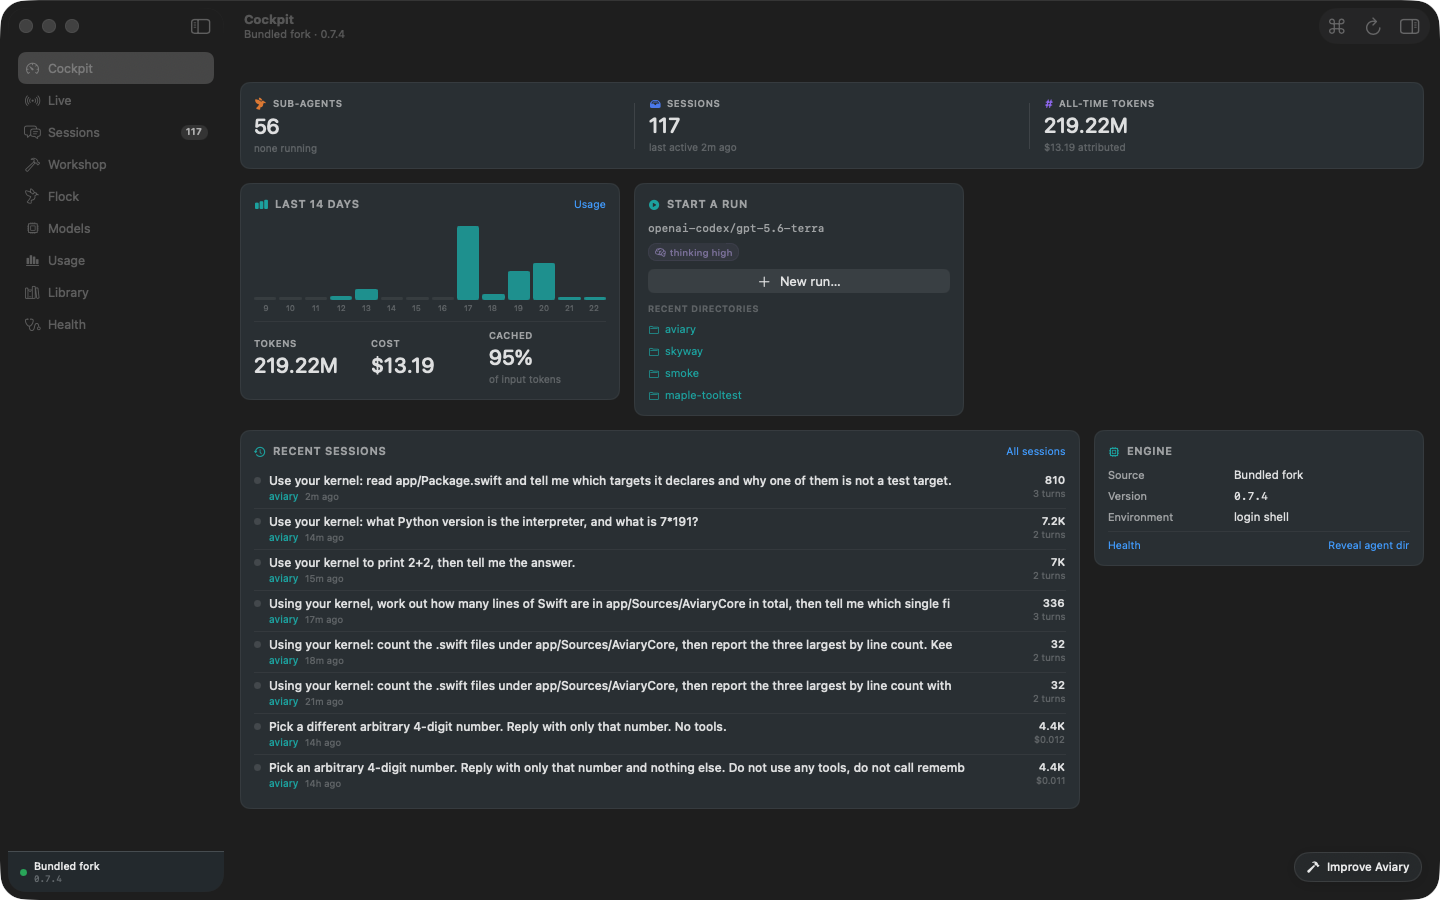 Cockpit
Bundled fork · 0.7.4
Cockpit
Live
Sessions
117
Workshop
Flock
Models
Usage
Library
Health
SUB-AGENTS
56
none running
SESSIONS
117
last active 2m ago
# ALL-TIME TOKENS
219.22M
$13.19 attributed
LAST 14 DAYS
Usage
9 10 11 12 13 14 15 16 17 18 19 20 21 22
TOKENS
219.22M
COST
$13.19
CACHED
95%
of input tokens
START A RUN
openai-codex/gpt-5.6-terra
thinking high
+ New run...
RECENT DIRECTORIES
aviary
skyway
smoke
maple-tooltest
RECENT SESSIONS
All sessions
Use your kernel: read app/Package.swift and tell me which targets it declares and why one of them is not a test target.
810
aviary 2m ago
3 turns
Use your kernel: what Python version is the interpreter, and what is 7*191?
7.2K
aviary 14m ago
2 turns
Use your kernel to print 2+2, then tell me the answer.
7K
aviary 15m ago
2 turns
Using your kernel, work out how many lines of Swift are in app/Sources/AviaryCore in total, then tell me which single fi
336
aviary 17m ago
3 turns
Using your kernel: count the .swift files under app/Sources/AviaryCore, then report the three largest by line count. Kee
32
aviary 18m ago
2 turns
Using your kernel: count the .swift files under app/Sources/AviaryCore, then report the three largest by line count with
32
aviary 21m ago
2 turns
Pick a different arbitrary 4-digit number. Reply with only that number. No tools.
4.4K
aviary 14h ago
$0.012
Pick an arbitrary 4-digit number. Reply with only that number and nothing else. Do not use any tools, do not call rememb
4.4K
aviary 14h ago
$0.011
ENGINE
Source
Bundled fork
Version
0.7.4
Environment
login shell
Health
Reveal agent dir
Bundled fork
0.7.4
Improve Aviary